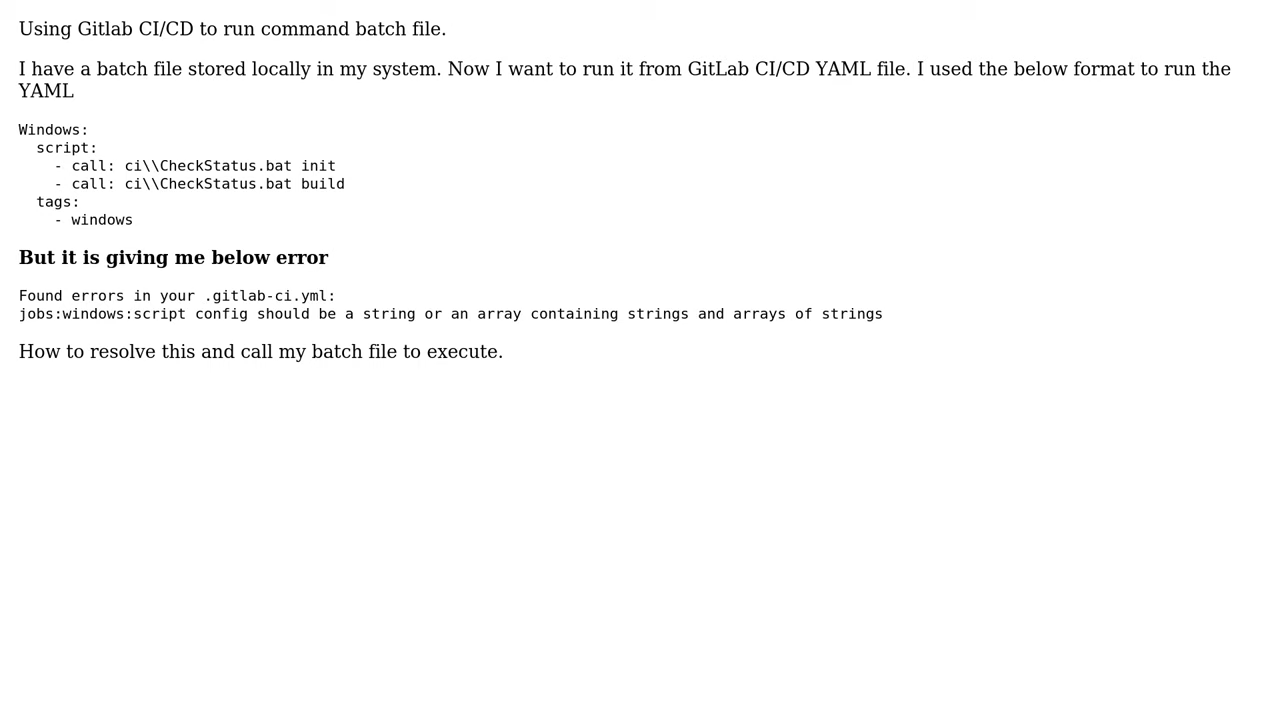 Using Gitlab CI/CD to run command batch file.
I have a batch file stored locally in my system. Now I want to run it from GitLab CI/CD YAML file. I used the below format to run the
YAML
Windows:
  script:
    - call: ci\\CheckStatus.bat init
    - call: ci\\CheckStatus.bat build
  tags:
    - windows
But it is giving me below error
Found errors in your .gitlab-ci.yml:
jobs:windows:script config should be a string or an array containing strings and arrays of strings
How to resolve this and call my batch file to execute.